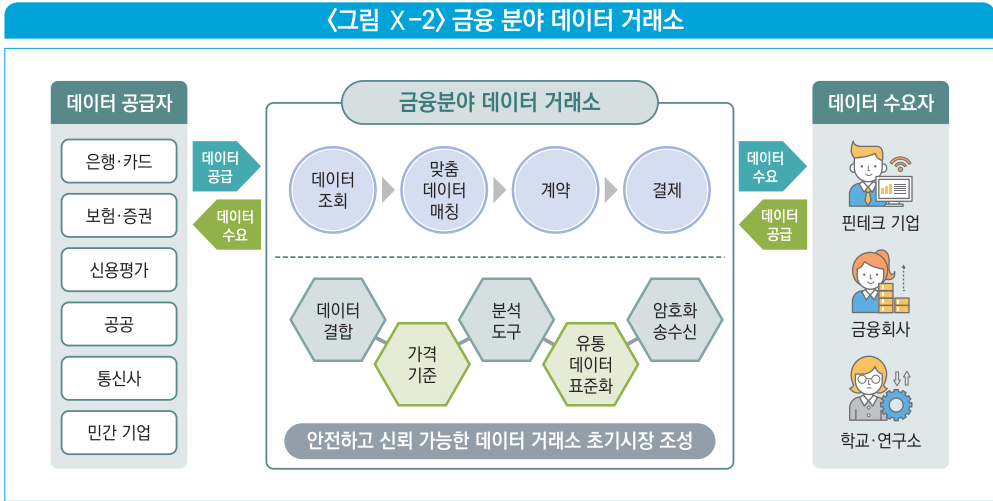 〈그림 Ⅹ-2〉 금융 분야 데이터 거래소
데이터 공급자
은행·카드
보험·증권
신용평가
공공
통신사
민간 기업
데이터
공급
데이터
수요
금융분야 데이터 거래소
데이터
조회
맞춤
데이터
매칭
계약
결제
데이터
결합
가격
기준
분석
도구
유통
데이터
표준화
암호화
송수신
안전하고 신뢰 가능한 데이터 거래소 초기시장 조성
데이터
수요
데이터
공급
데이터 수요자
핀테크 기업
금융회사
학교·연구소